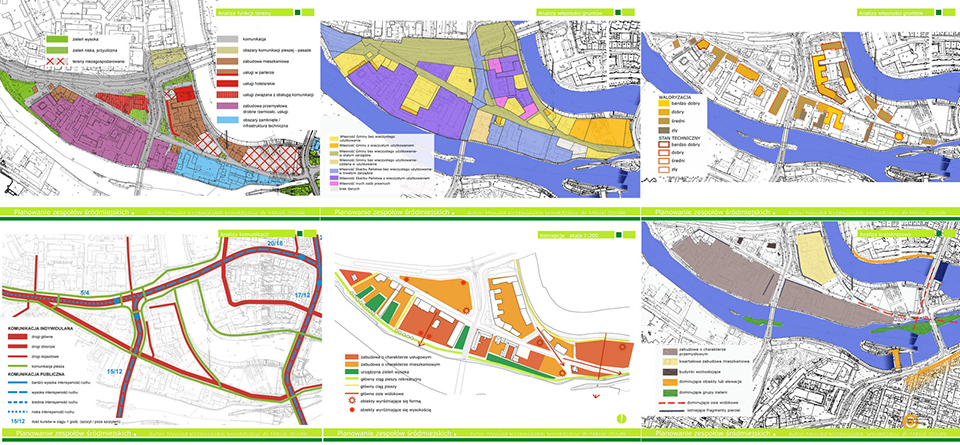 Analiza funkcji terenu
zieleń wysoka
zieleń niska, przyuliczna
tereny niezagospodarowane
komunikacja
obszary komunikacji pieszej - pasaże
zabudowa mieszkaniowa
usługi w parterze
usługi hotelarskie
usługi związane z obsługą komunikacji
zabudowa przemysłowa,
drobne rzemiosło, usługi
obszary zamknięte /
infrastruktura techniczna
Planowanie zespołów śródmiejskich
Analiza własności gruntów
Własność Gminy bez wieczystego
użytkowania
Własność Gminy z wieczystym użytkowaniem
Własność Gminy bez wieczystego użytkowania-
Własność Gminy bez wieczystego użytkowania-
Własność Skarbu Państwa bez wieczystego użytkowania-
w trwałym zarządzie
Własność Skarbu Państwa z wieczystym użytkowaniem
Własność innych osób prawnych
brak danych
Planowanie zespołów śródmiejskich
Analiza własności gruntów
WALORYZACJA
bardzo dobry
dobry
średni
zły
STAN TECHNICZNY
bardzo dobry
dobry
średni
zły
Planowanie zespołów śródmiejskich
Analiza komunikacji
20/16
5/4
17/12
15/12
KOMUNIKACJA INDYWIDUALNA
drogi główne
drogi zbiorcze
drogi dojazdowe
komunikacja piesza
KOMUNIKACJA PUBLICZNA
bardzo wysoka intensywność ruchu
wysoka intensywność ruchu
średnia intensywność ruchu
niska intensywność ruchu
15/12 ilość kursów w ciągu 1 godz. (szczyt / poza szczytem)
Planowanie zespołów śródmiejskich
Koncepcja skala 1:200
zabudowa o charakterze usługowym
zabudowa o charakterze mieszkaniowym
urządzona zieleń wysoka
główny ciąg pieszy rekreacyjny
główny ciąg pieszy
główne osie widokowe
obiekty wyróżniające się formą
obiekty wyróżniające się wysokością
Planowanie zespołów śródmiejskich
Analiza krajobrazowa
zabudowa o charakterze
przemysłowym
kwartałowa zabudowa mieszkaniowa
budynki wolnostojące
dominujące obiekty lub elewacje
dominujące grupy zieleni
dominujące osie widokowe
istniejące fragmenty pierzei
Planowanie zespołów śródmiejskich